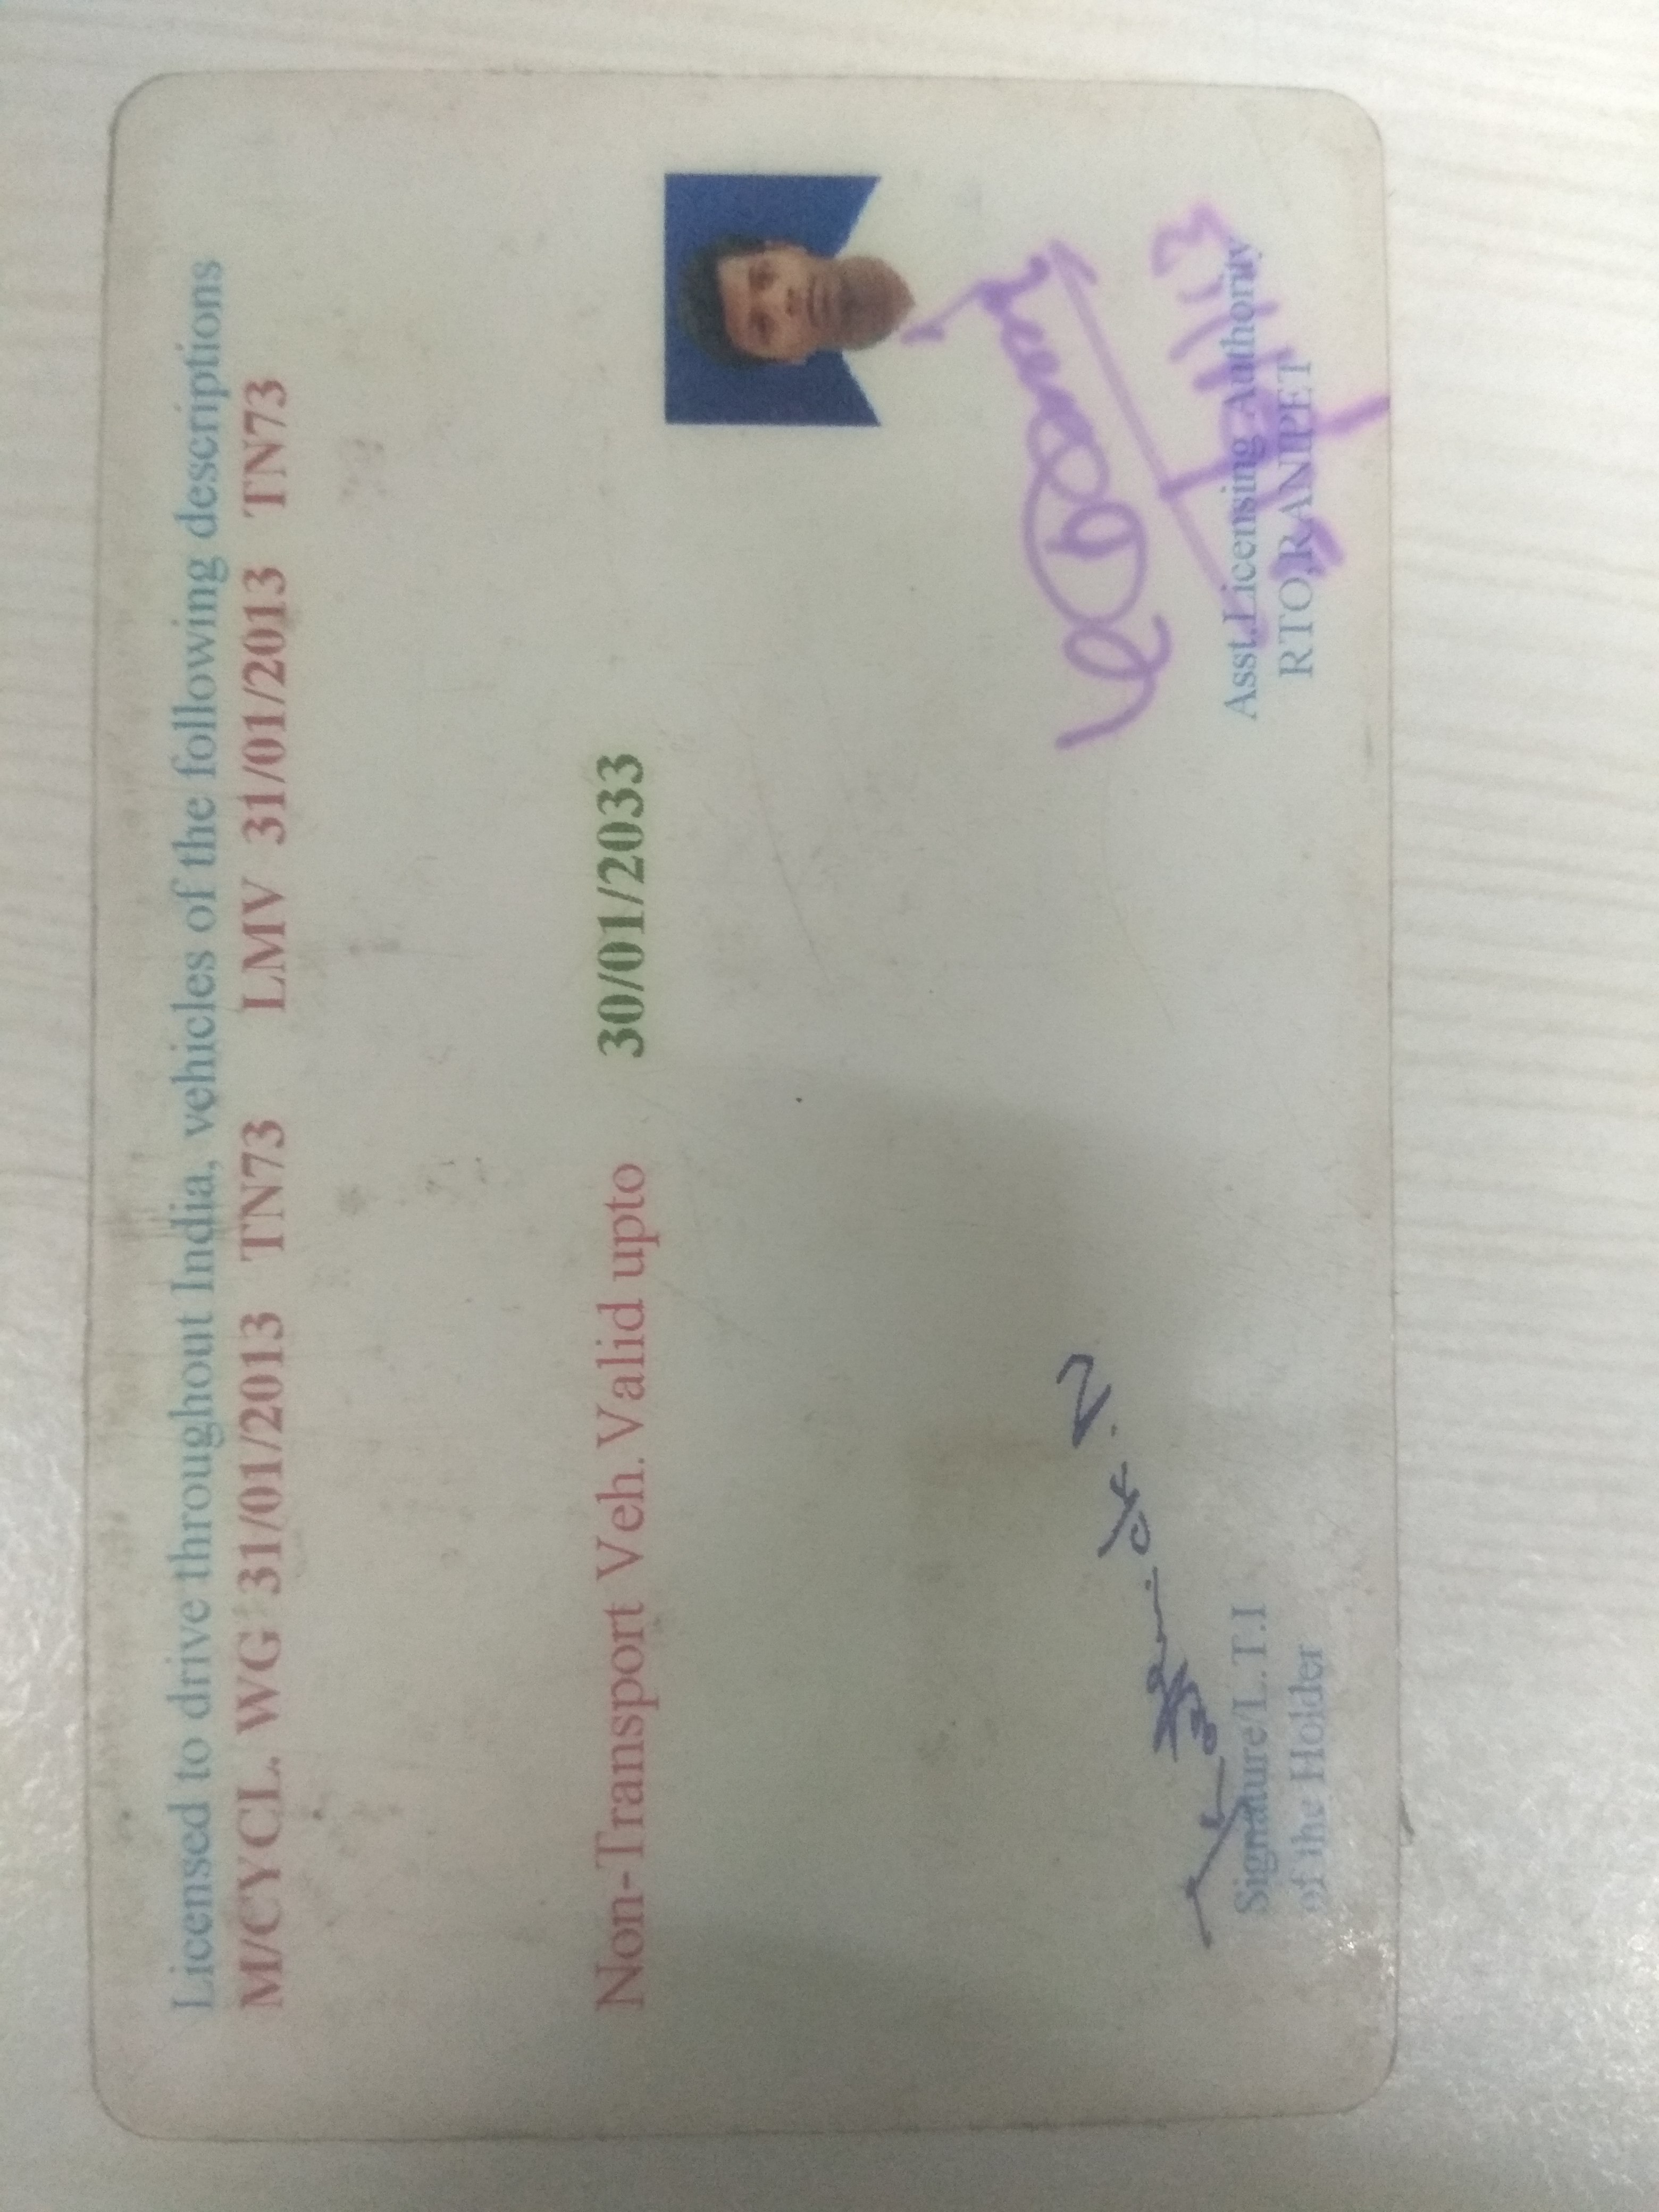 Licensed to drive throughout India, vehicles of the following descriptions
M/CYCL. WG 31/01/2013 TN73 LMV 31/01/2013 TN73
Non-Transport Veh. Valid upto 30/01/2033
Signature/L.T.I
of the Holder
Asst.Licensing Authority
RTO,RANIPET